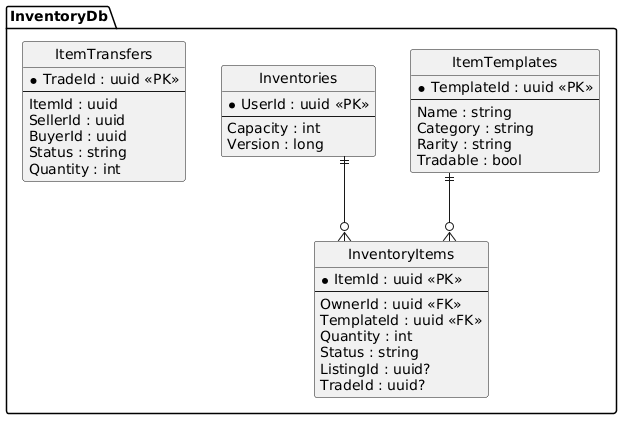 InventoryDb
ItemTransfers
* TradeId : uuid «PK»
ItemId : uuid
SellerId : uuid
BuyerId : uuid
Status : string
Quantity : int
Inventories
* UserId : uuid «PK»
Capacity : int
Version : long
ItemTemplates
* TemplateId : uuid «PK»
Name : string
Category : string
Rarity : string
Tradable : bool
InventoryItems
* ItemId : uuid «PK»
OwnerId : uuid «FK»
TemplateId : uuid «FK»
Quantity : int
Status : string
ListingId : uuid?
TradeId : uuid?